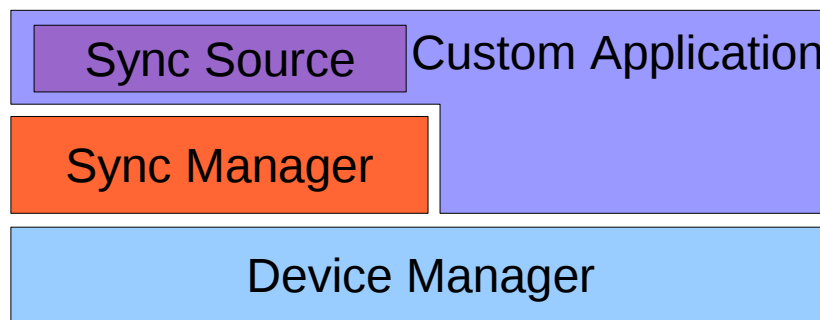 Sync Source
Custom Application
Sync Manager
Device Manager